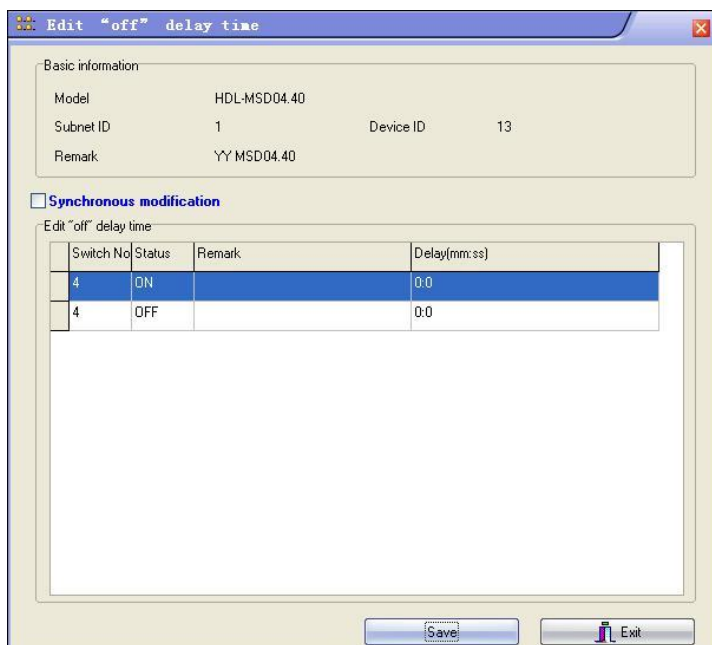 Edit “off” delay time
Basic information
Model HDL-MSD04.40
Subnet ID 1 Device ID 13
Remark YY MSD04.40
Synchronous modification
Edit "off" delay time
Switch No Status Remark Delay(mm:ss)
4 ON 0:0
4 OFF 0:0
Save Exit